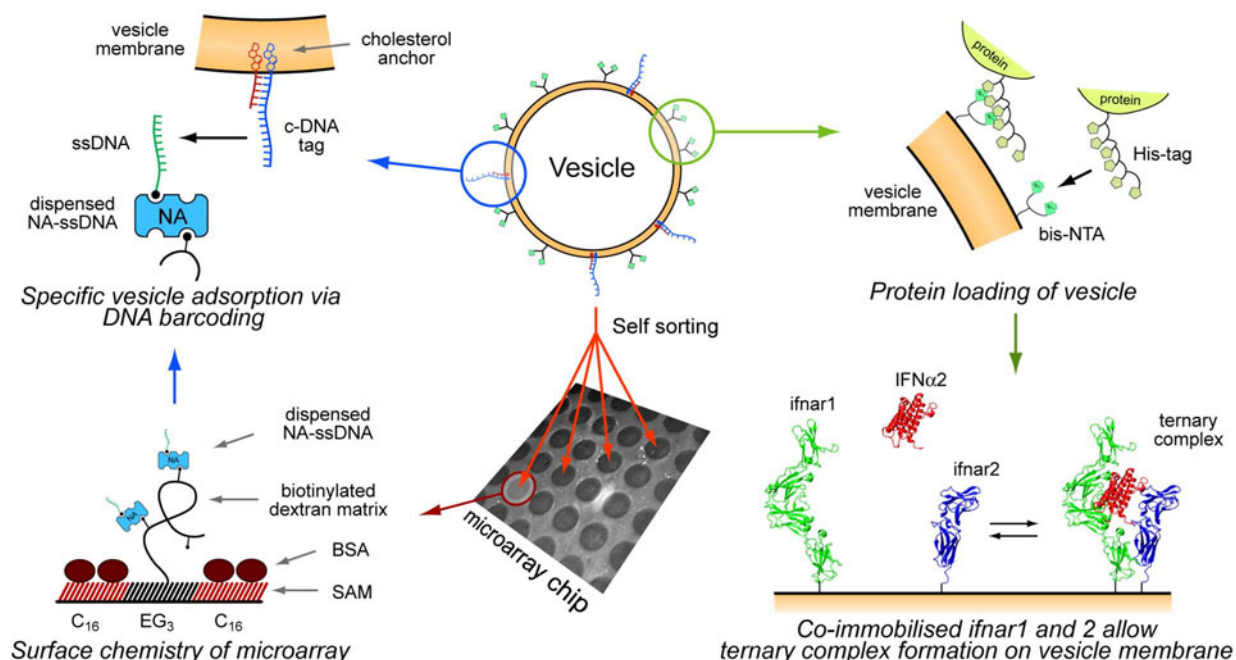 vesicle
membrane
cholesterol
anchor
c-DNA
tag
ssDNA
dispensed
NA-ssDNA
NA
Specific vesicle adsorption via
DNA barcoding
Vesicle
protein
protein
His-tag
vesicle
membrane
bis-NTA
Protein loading of vesicle
Self sorting
microarray chip
dispensed
NA-ssDNA
NA
NA
biotinylated
dextran matrix
BSA
SAM
C₁₆
EG₃
C₁₆
Surface chemistry of microarray
ifnar1
IFNα2
ifnar2
ternary
complex
Co-immobilised ifnar1 and 2 allow
ternary complex formation on vesicle membrane